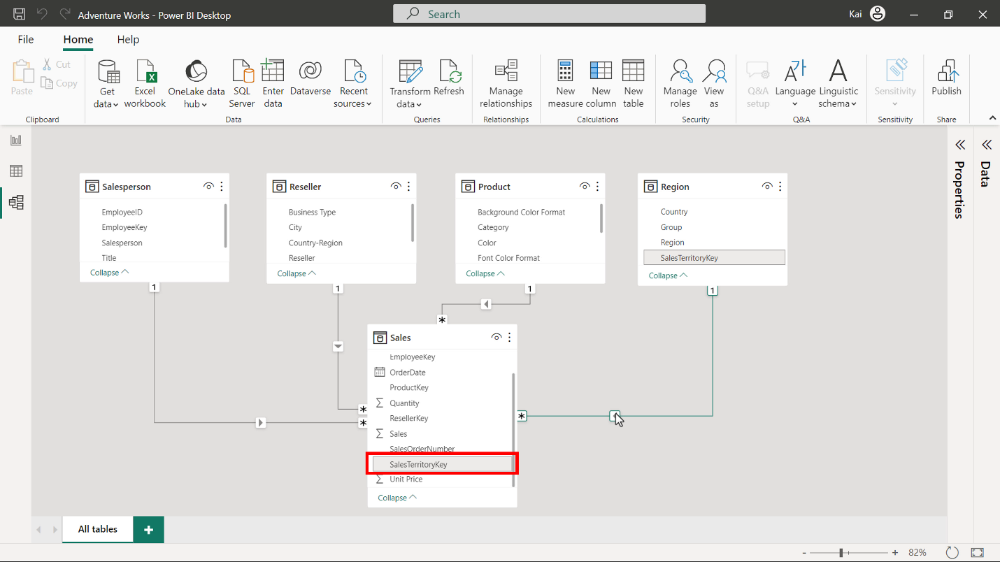 Adventure Works - Power BI Desktop
Search
Kai
File Home Help
Paste
Cut
Copy
Clipboard
Get data
Excel workbook
OneLake data hub
SQL Server
Enter data
Dataverse
Recent sources
Data
Transform data
Refresh
Queries
Manage relationships
Relationships
New measure
New column
New table
Calculations
Manage roles
View as
Security
Q&A setup
Language
Linguistic schema
Q&A
Sensitivity
Sensitivity
Publish
Share
Properties
Data
Salesperson
EmployeeID
EmployeeKey
Salesperson
Title
Collapse
1
Reseller
Business Type
City
Country-Region
Reseller
Collapse
1
Product
Background Color Format
Category
Color
Font Color Format
Collapse
1
Region
Country
Group
Region
SalesTerritoryKey
Collapse
1
*
Sales
EmployeeKey
OrderDate
ProductKey
∑ Quantity
ResellerKey
∑ Sales
SalesOrderNumber
SalesTerritoryKey
∑ Unit Price
Collapse
*
*
*
All tables
+
- + 82%